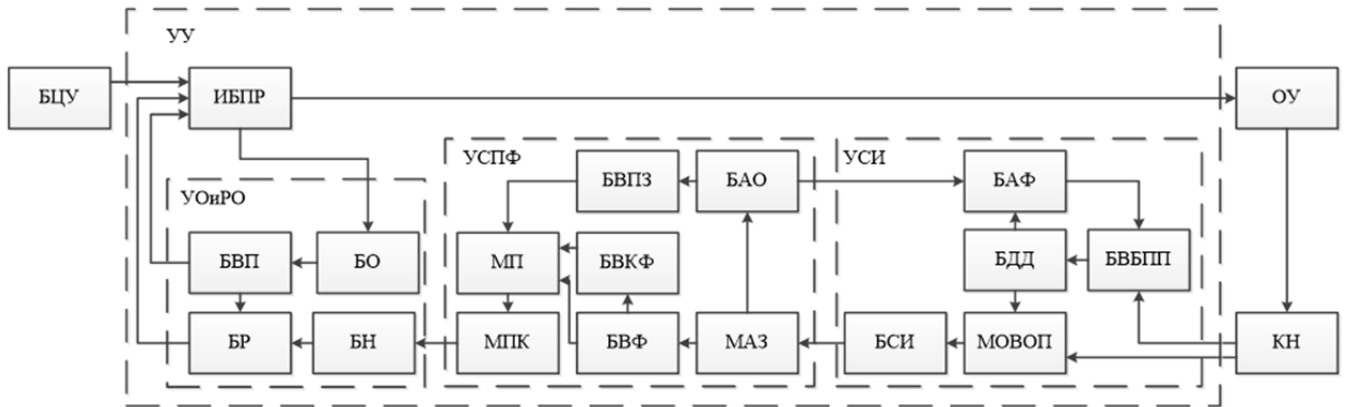 УУ
БЦУ
ИБПР
ОУ
УСПФ
УСИ
БВПЗ
БАО
БАФ
УОиРО
БВП
БО
МП
БВКФ
БДД
БВБПП
БР
БН
МПК
БВФ
МАЗ
БСИ
МОВОП
КН